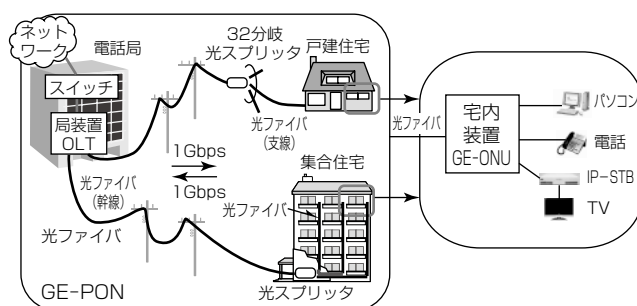 ネット
ワーク
電話局
スイッチ
局装置
OLT
32分岐
光スプリッタ
戸建住宅
光ファイバ
(支線)
1Gbps
1Gbps
光ファイバ
(幹線)
光ファイバ
集合住宅
光ファイバ
光スプリッタ
GE-PON
光ファイバ
宅内
装置
GE-ONU
パソコン
電話
IP-STB
TV